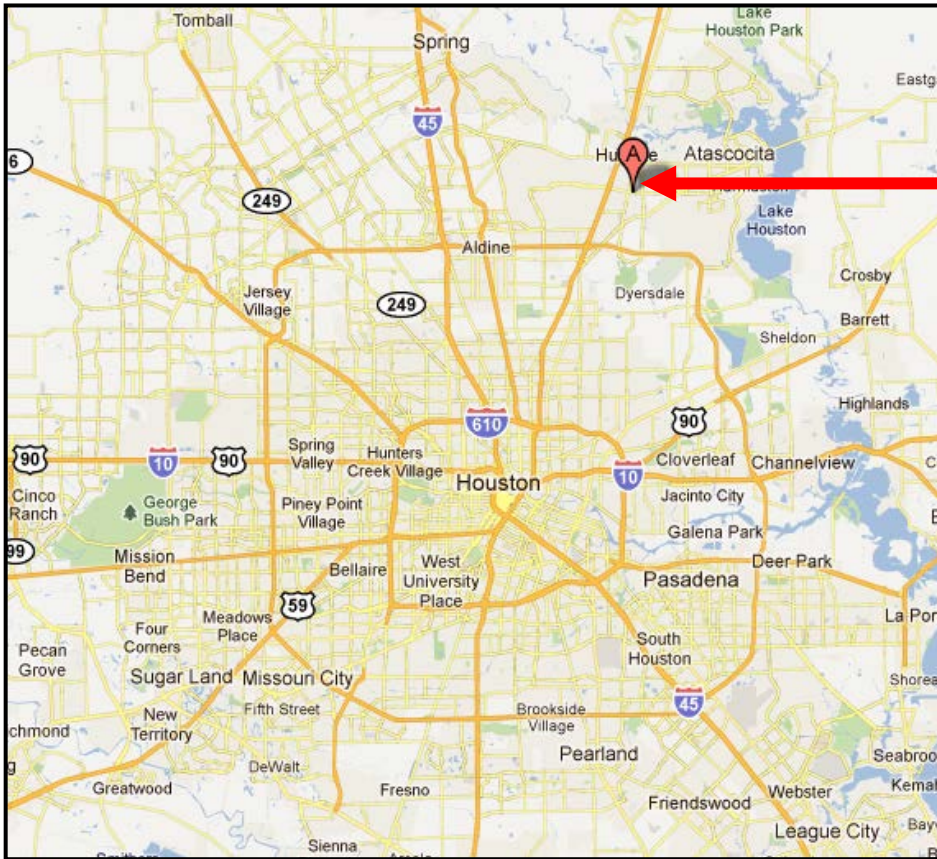 Tomball
Lake
Houston Park
Spring
Eastg
45
6
A
Atascocita
249
Lake
Houston
Aldine
Crosby
Jersey
Village
249
Dyersdale
Barrett
Sheldon
Highlands
610
90
90
10
90
Spring
Valley
Hunters
Creek Village
Cloverleaf
Channelview
Houston
10
Cinco
Ranch
George
Bush Park
Piney Point
Village
Jacinto City
Galena Park
99
Mission
Bend
Bellaire
West
University
Place
Deer Park
Pasadena
59
Meadows
Place
La Por
Four
Corners
South
Houston
Pecan
Grove
Sugar Land
Missouri City
Shorea
45
Fifth Street
Brookside
Village
New
Territory
chmond
Pearland
Seabroo
g
DeWalt
Greatwood
Fresno
Webster
Kemah
Friendswood
League City
Bay
Sienna
B